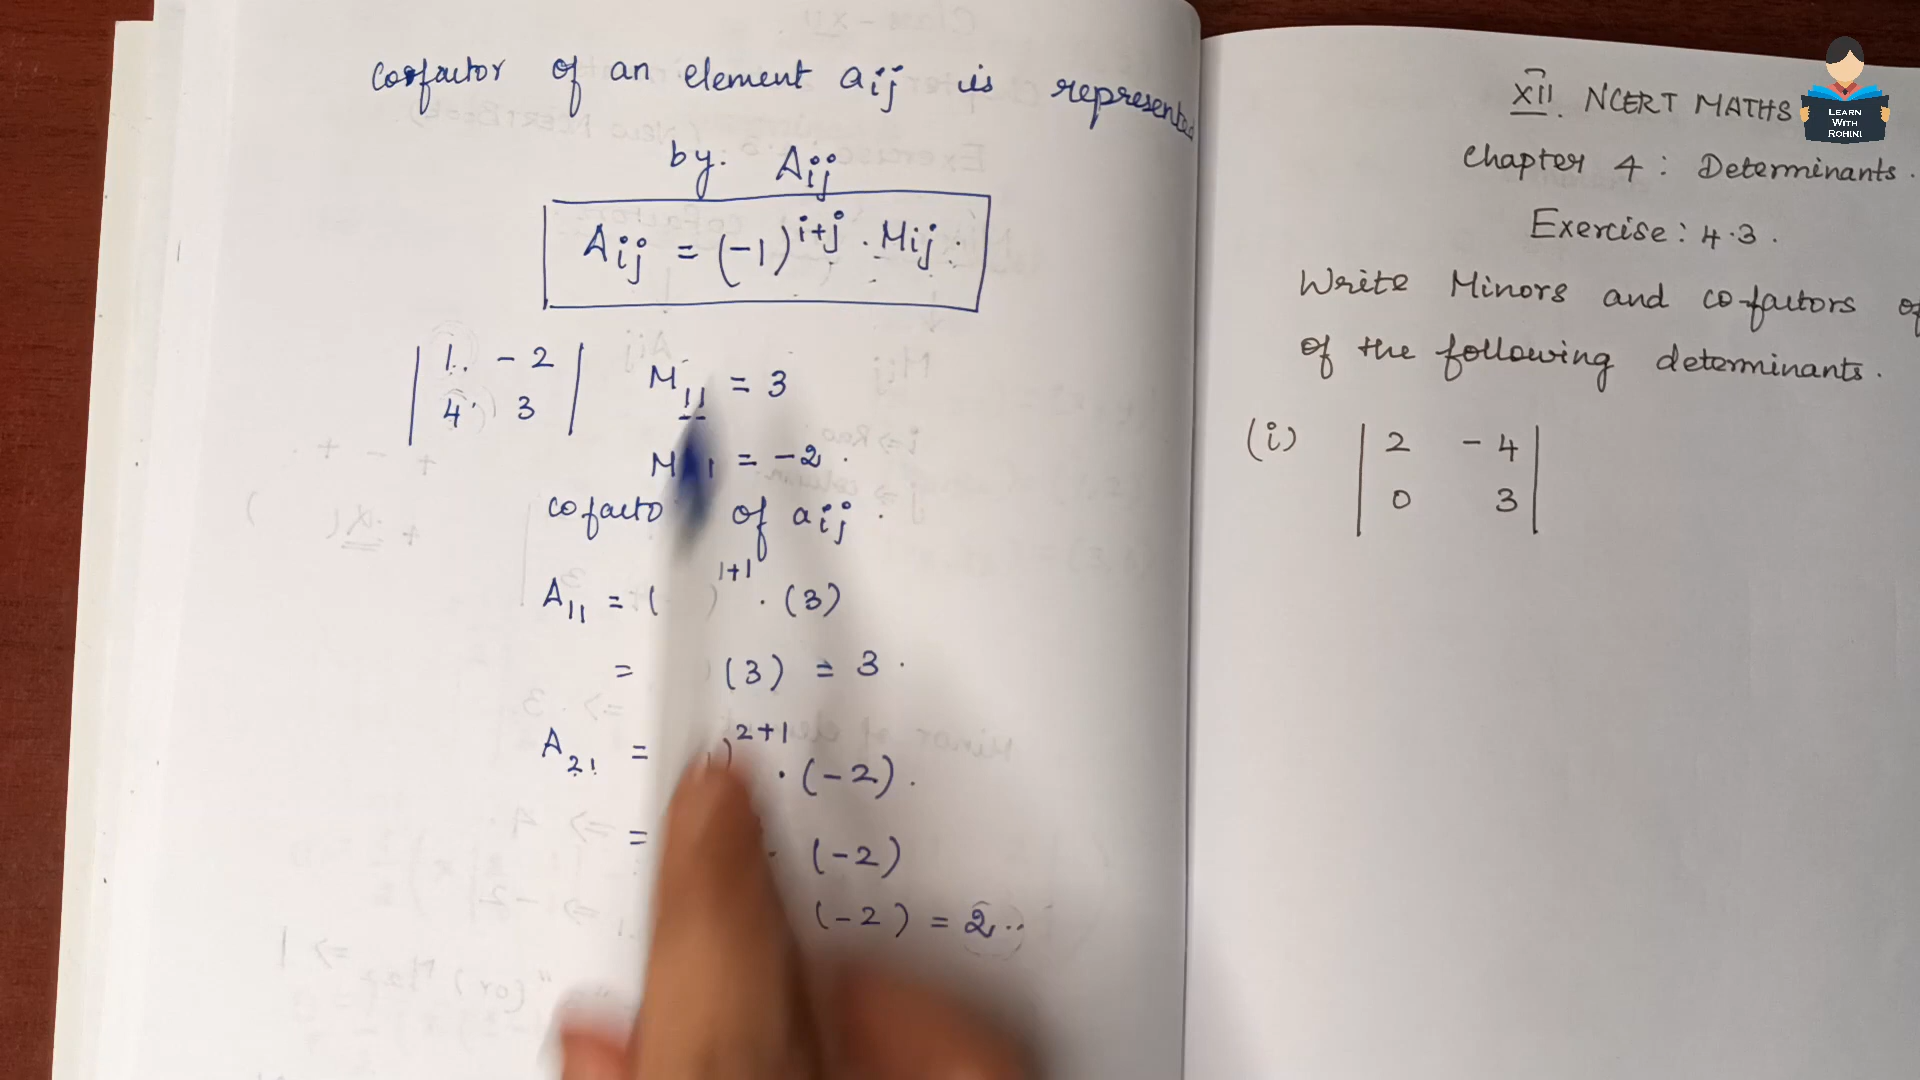 Cofactor of an element aij is represented
by. Aij
Aij = (-1)^i+j . Mij.
1. -2
4. 3
M11 = 3
= -2.
of aij.
A11 = ( )^1+1 . (3)
= (3) = 3.
A21 = )^2+1 . (-2).
= . (-2)
(-2) = 2..
XII. NCERT MATHS
Chapter 4 : Determinants.
Exercise : 4.3.
Write Minors and co-factors of
of the following determinants.
(i) | 2 -4 |
| 0 3 |
LEARN
WITH
ROHINI